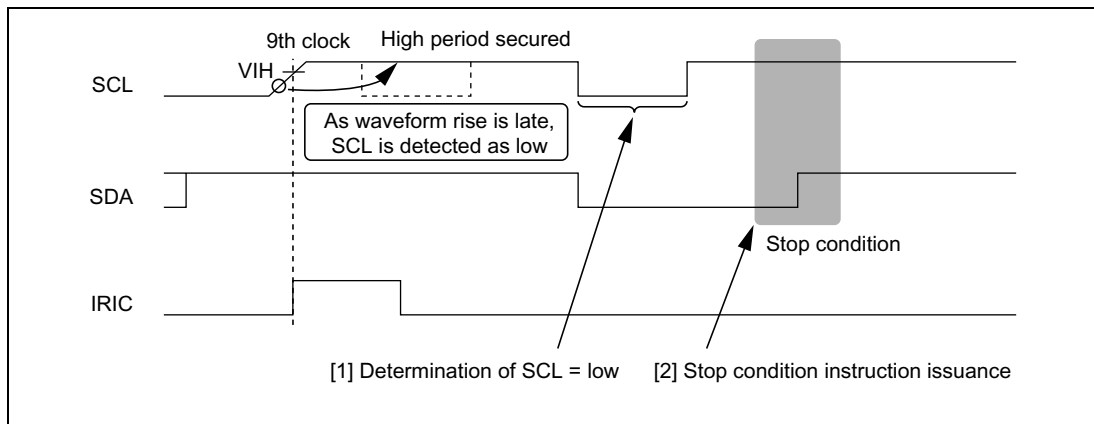 9th clock
High period secured
VIH
SCL
As waveform rise is late,
SCL is detected as low
SDA
Stop condition
IRIC
[1] Determination of SCL = low
[2] Stop condition instruction issuance